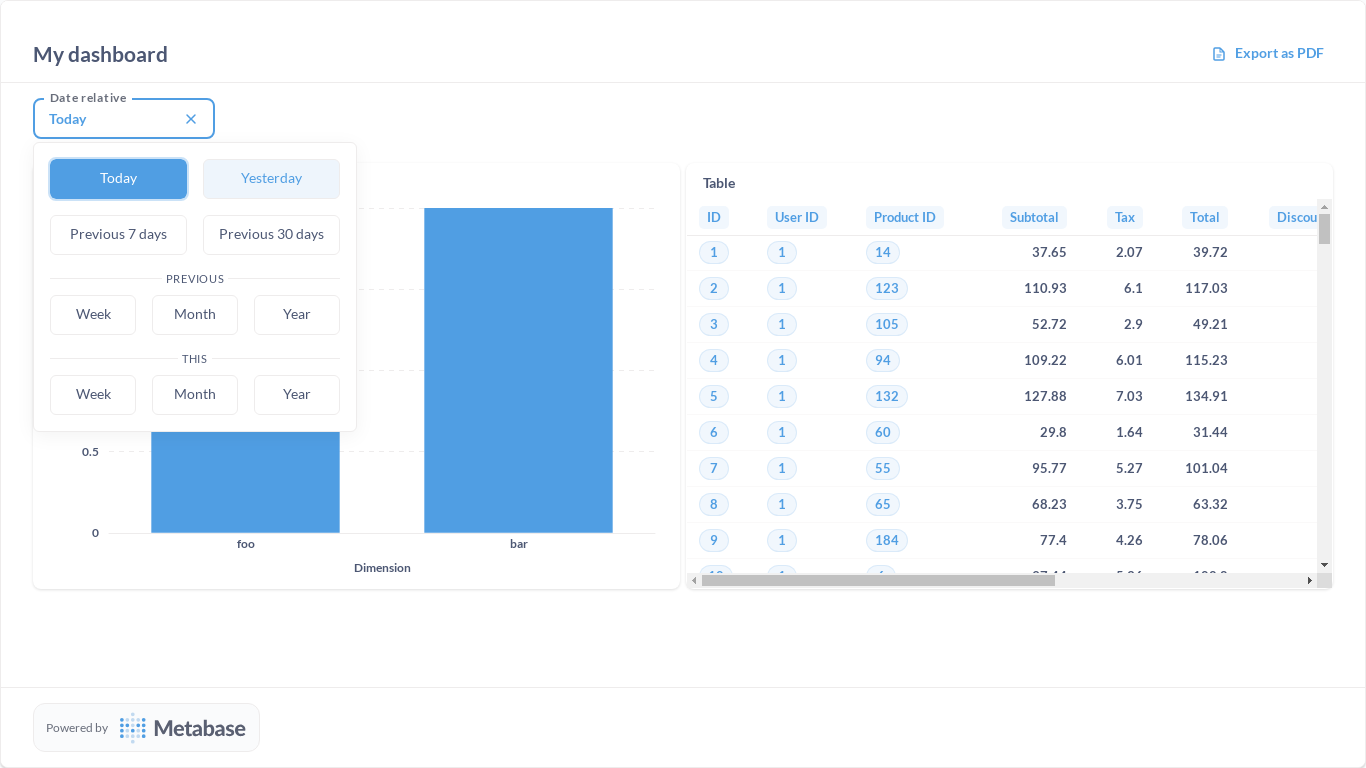 My dashboard
Export as PDF
Date relative
Today
Today Yesterday
Previous 7 days Previous 30 days
PREVIOUS
Week Month Year
THIS
Week Month Year
0.5
0
foo bar
Dimension
Table
ID User ID Product ID Subtotal Tax Total Discou
1 1 14 37.65 2.07 39.72
2 1 123 110.93 6.1 117.03
3 1 105 52.72 2.9 49.21
4 1 94 109.22 6.01 115.23
5 1 132 127.88 7.03 134.91
6 1 60 29.8 1.64 31.44
7 1 55 95.77 5.27 101.04
8 1 65 68.23 3.75 63.32
9 1 184 77.4 4.26 78.06
Powered by Metabase